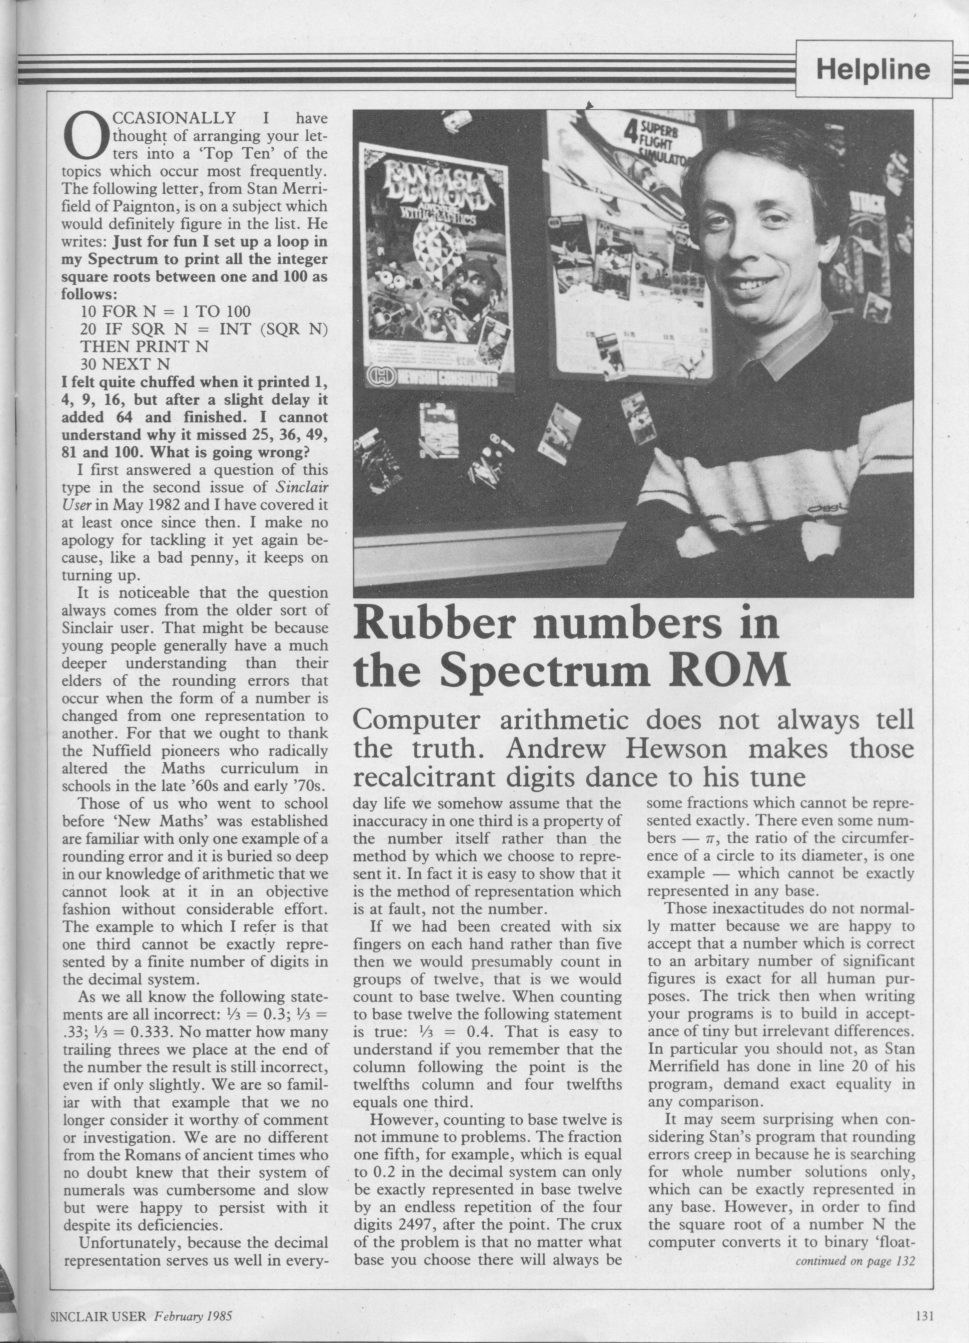 Helpline
OCCASIONALLY I have
thought of arranging your let-
ters into a ‘Top Ten’ of the
topics which occur most frequently.
The following letter, from Stan Merri-
field of Paignton, is on a subject which
would definitely figure in the list. He
writes: Just for fun I set up a loop in
my Spectrum to print all the integer
square roots between one and 100 as
follows:
10 FOR N = 1 TO 100
20 IF SQR N = INT (SQR N)
THEN PRINT N
30 NEXT N
I felt quite chuffed when it printed 1,
4, 9, 16, but after a slight delay it
added 64 and finished. I cannot
understand why it missed 25, 36, 49,
81 and 100. What is going wrong?
I first answered a question of this
type in the second issue of Sinclair
User in May 1982 and I have covered it
at least once since then. I make no
apology for tackling it yet again be-
cause, like a bad penny, it keeps on
turning up.
It is noticeable that the question
always comes from the older sort of
Sinclair user. That might be because
young people generally have a much
deeper understanding than their
elders of the rounding errors that
occur when the form of a number is
changed from one representation to
another. For that we ought to thank
the Nuffield pioneers who radically
altered the Maths curriculum in
schools in the late ’60s and early ’70s.
Those of us who went to school
before ‘New Maths’ was established
are familiar with only one example of a
rounding error and it is buried so deep
in our knowledge of arithmetic that we
cannot look at it in an objective
fashion without considerable effort.
The example to which I refer is that
one third cannot be exactly repre-
sented by a finite number of digits in
the decimal system.
As we all know the following state-
ments are all incorrect: ⅓ = 0.3; ⅓ =
.33; ⅓ = 0.333. No matter how many
trailing threes we place at the end of
the number the result is still incorrect,
even if only slightly. We are so famil-
iar with that example that we no
longer consider it worthy of comment
or investigation. We are no different
from the Romans of ancient times who
no doubt knew that their system of
numerals was cumbersome and slow
but were happy to persist with it
despite its deficiencies.
Unfortunately, because the decimal
representation serves us well in every-
FANTASIA
DIAMOND
HEWSON CONSULTANTS
4 SUPERB
FLIGHT
SIMULATO
ATTACK
Rubber numbers in
the Spectrum ROM
Computer arithmetic does not always tell
the truth. Andrew Hewson makes those
recalcitrant digits dance to his tune
day life we somehow assume that the
inaccuracy in one third is a property of
the number itself rather than the
method by which we choose to repre-
sent it. In fact it is easy to show that it
is the method of representation which
is at fault, not the number.
If we had been created with six
fingers on each hand rather than five
then we would presumably count in
groups of twelve, that is we would
count to base twelve. When counting
to base twelve the following statement
is true: ⅓ = 0.4. That is easy to
understand if you remember that the
column following the point is the
twelfths column and four twelfths
equals one third.
However, counting to base twelve is
not immune to problems. The fraction
one fifth, for example, which is equal
to 0.2 in the decimal system can only
be exactly represented in base twelve
by an endless repetition of the four
digits 2497, after the point. The crux
of the problem is that no matter what
base you choose there will always be
some fractions which cannot be repre-
sented exactly. There even some num-
bers — π, the ratio of the circumfer-
ence of a circle to its diameter, is one
example — which cannot be exactly
represented in any base.
Those inexactitudes do not normal-
ly matter because we are happy to
accept that a number which is correct
to an arbitary number of significant
figures is exact for all human pur-
poses. The trick then when writing
your programs is to build in accept-
ance of tiny but irrelevant differences.
In particular you should not, as Stan
Merrifield has done in line 20 of his
program, demand exact equality in
any comparison.
It may seem surprising when con-
sidering Stan’s program that rounding
errors creep in because he is searching
for whole number solutions only,
which can be exactly represented in
any base. However, in order to find
the square root of a number N the
computer converts it to binary ‘float-
continued on page 132
SINCLAIR USER February 1985
131